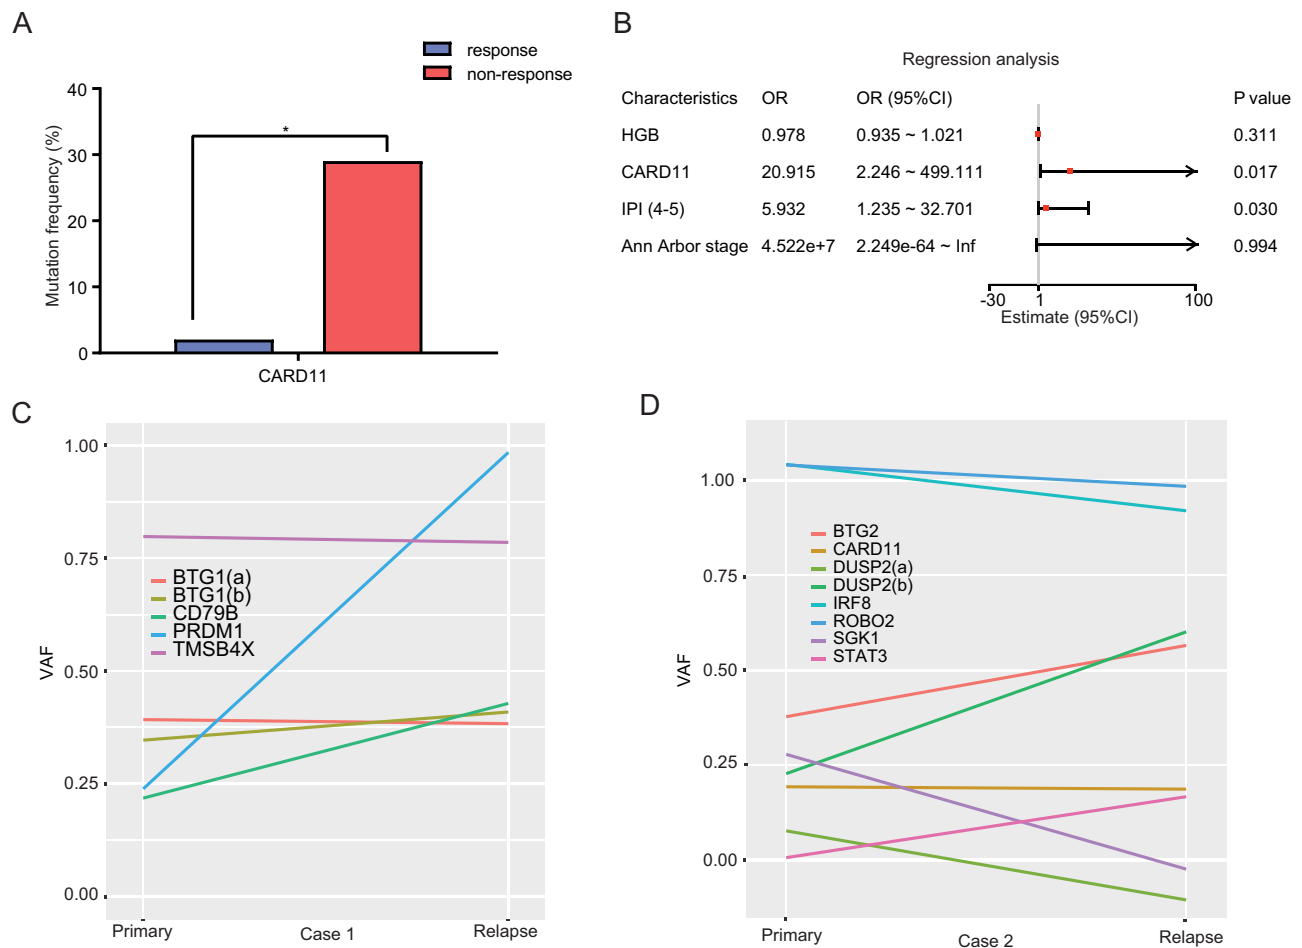 A
response
non-response
Mutation frequency (%)
40
30
20
10
0
*
CARD11
B
Regression analysis
Characteristics OR OR (95%CI) P value
HGB 0.978 0.935 ~ 1.021 0.311
CARD11 20.915 2.246 ~ 499.111 0.017
IPI (4-5) 5.932 1.235 ~ 32.701 0.030
Ann Arbor stage 4.522e+7 2.249e-64 ~ Inf 0.994
-30 1 100
Estimate (95%CI)
C
VAF
1.00
0.75
0.50
0.25
0.00
BTG1(a)
BTG1(b)
CD79B
PRDM1
TMSB4X
Primary Case 1 Relapse
D
VAF
1.00
0.75
0.50
0.25
0.00
BTG2
CARD11
DUSP2(a)
DUSP2(b)
IRF8
ROBO2
SGK1
STAT3
Primary Case 2 Relapse